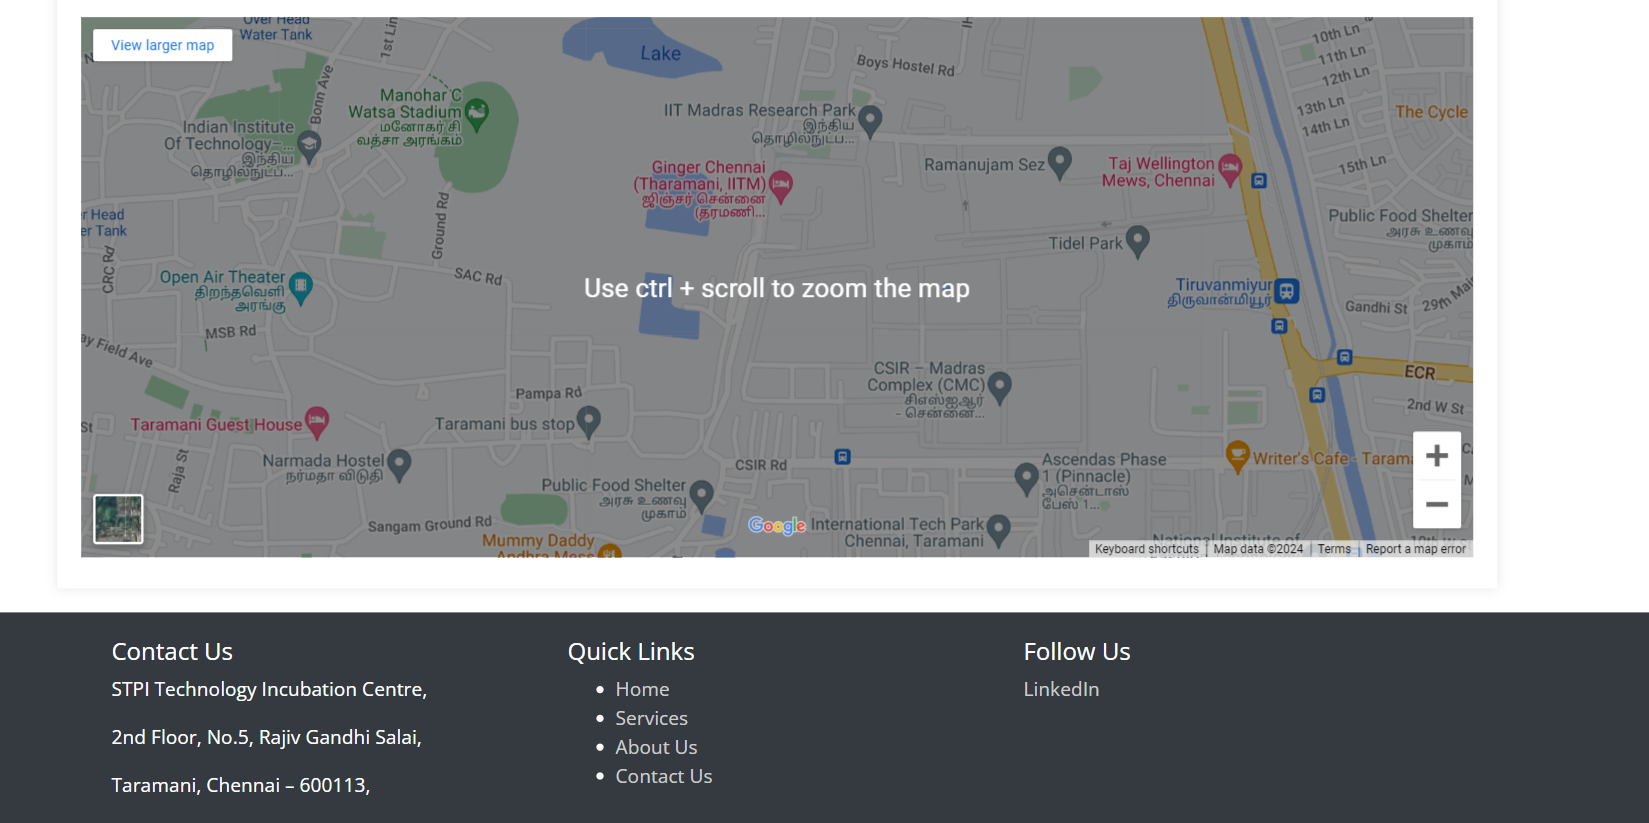 Over Head
Water Tank
View larger map
1st Ln
Bonn Ave
Lake
Boys Hostel Rd
10th Ln
11th Ln
12th Ln
13th Ln
14th Ln
15th Ln
The Cycle
Manohar C
Watsa Stadium
மனோகர் சி
வத்சா அரங்கம்
IIT Madras Research Park
இந்திய
தொழில்நுட்ப...
Indian Institute
Of Technology-...
இந்திய
தொழில்நுட்ப...
Ginger Chennai
(Tharamani, IITM)
ஜிஞ்சர் சென்னை
(தரமணி...
Ramanujam Sez
Taj Wellington
Mews, Chennai
r Head
er Tank
Ground Rd
Public Food Shelter
அரசு உணவு
முகாம்
Tidel Park
CRC Rd
Open Air Theater
திறந்தவெளி
அரங்கு
SAC Rd
Use ctrl + scroll to zoom the map
Tiruvanmiyur
திருவான்மியூர்
Gandhi St
29th Mai
MSB Rd
ay Field Ave
CSIR – Madras
Complex (CMC)
சிஎஸ்ஐஆர்
- சென்னை...
ECR
Pampa Rd
2nd W St
Taramani Guest House
Taramani bus stop
St
Raja St
Narmada Hostel
நர்மதா விடுதி
CSIR Rd
Ascendas Phase
1 (Pinnacle)
அசென்டாஸ்
பேஸ் 1...
Writer's Cafe - Tarama
Public Food Shelter
அரசு உணவு
முகாம்
Sangam Ground Rd
Google
International Tech Park
Chennai, Taramani
Mummy Daddy
Andhra Mess
National Institute of
Keyboard shortcuts
Map data ©2024
Terms
Report a map error
Contact Us
STPI Technology Incubation Centre,
2nd Floor, No.5, Rajiv Gandhi Salai,
Taramani, Chennai – 600113,
Quick Links
Home
Services
About Us
Contact Us
Follow Us
LinkedIn